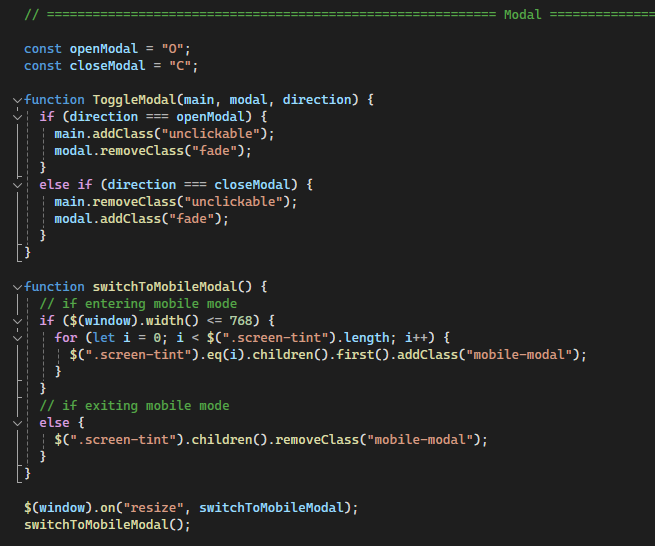 // =========================================================== Modal ==============
const openModal = "O";
const closeModal = "C";
function ToggleModal(main, modal, direction) {
if (direction === openModal) {
main.addClass("unclickable");
modal.removeClass("fade");
}
else if (direction === closeModal) {
main.removeClass("unclickable");
modal.addClass("fade");
}
}
function switchToMobileModal() {
// if entering mobile mode
if ($(window).width() <= 768) {
for (let i = 0; i < $(".screen-tint").length; i++) {
$(".screen-tint").eq(i).children().first().addClass("mobile-modal");
}
}
// if exiting mobile mode
else {
$(".screen-tint").children().removeClass("mobile-modal");
}
}
$(window).on("resize", switchToMobileModal);
switchToMobileModal();